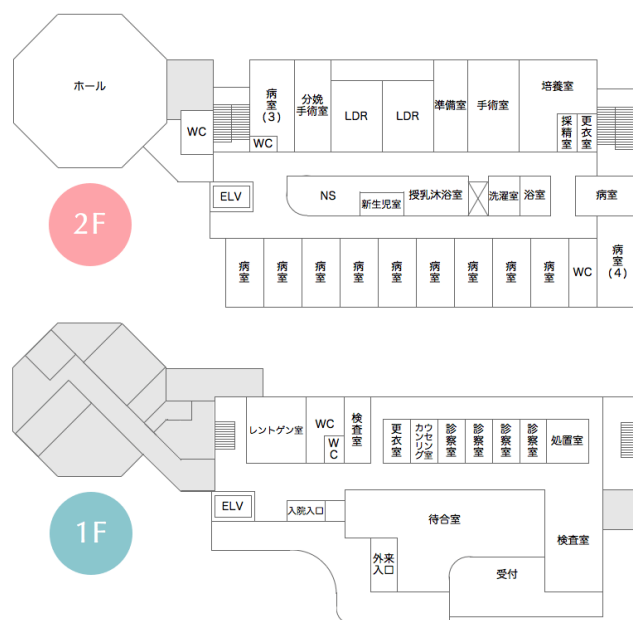 ホール
WC
病室(3)
WC
分娩
手術室
LDR
LDR
準備室
手術室
培養室
採精室
更衣室
ELV
NS
新生児室
授乳沐浴室
洗濯室
浴室
病室
2F
病室
病室
病室
病室
病室
病室
病室
病室
病室
WC
病室(4)
レントゲン室
WC
WC
検査室
更衣室
カウンセリング室
診察室
診察室
診察室
診察室
処置室
ELV
入院入口
待合室
1F
外来
入口
受付
検査室